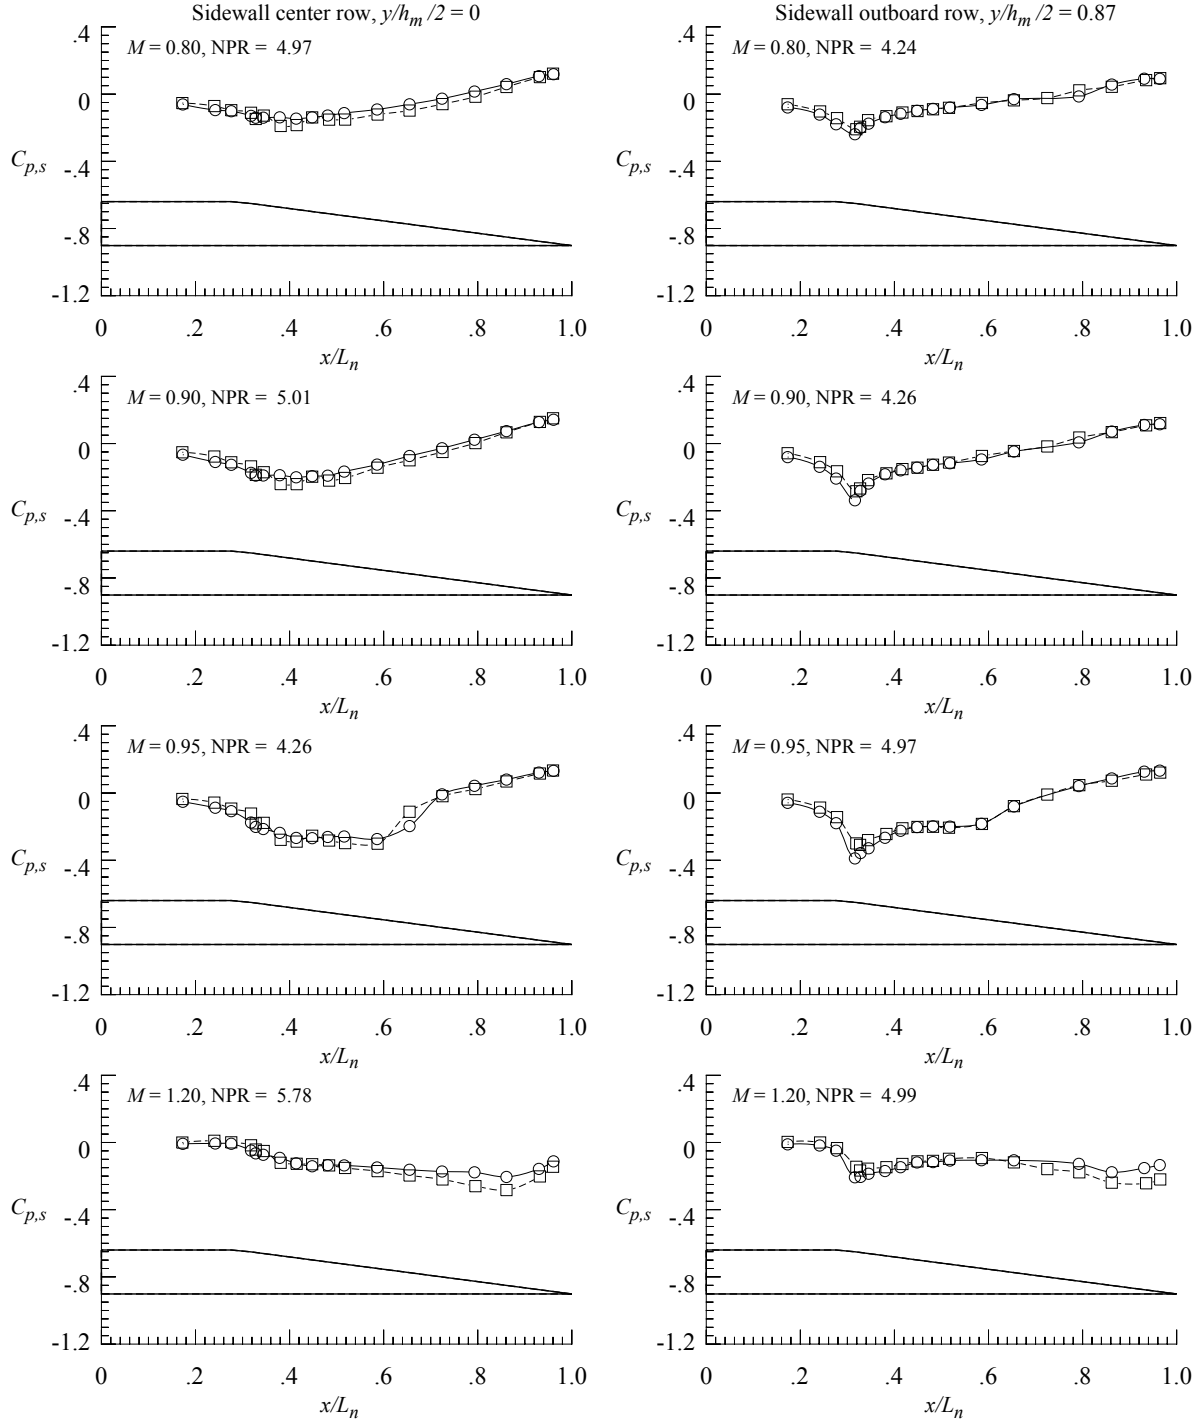 Sidewall center row, y/hm /2 = 0
.4
M = 0.80, NPR = 4.97
0
Cp,s
-.4
-.8
-1.2
0 .2 .4 .6 .8 1.0
x/Ln
Sidewall outboard row, y/hm /2 = 0.87
.4
M = 0.80, NPR = 4.24
0
Cp,s
-.4
-.8
-1.2
0 .2 .4 .6 .8 1.0
x/Ln
.4
M = 0.90, NPR = 5.01
0
Cp,s
-.4
-.8
-1.2
0 .2 .4 .6 .8 1.0
x/Ln
.4
M = 0.90, NPR = 4.26
0
Cp,s
-.4
-.8
-1.2
0 .2 .4 .6 .8 1.0
x/Ln
.4
M = 0.95, NPR = 4.26
0
Cp,s
-.4
-.8
-1.2
0 .2 .4 .6 .8 1.0
x/Ln
.4
M = 0.95, NPR = 4.97
0
Cp,s
-.4
-.8
-1.2
0 .2 .4 .6 .8 1.0
x/Ln
.4
M = 1.20, NPR = 5.78
0
Cp,s
-.4
-.8
-1.2
0 .2 .4 .6 .8 1.0
x/Ln
.4
M = 1.20, NPR = 4.99
0
Cp,s
-.4
-.8
-1.2
0 .2 .4 .6 .8 1.0
x/Ln